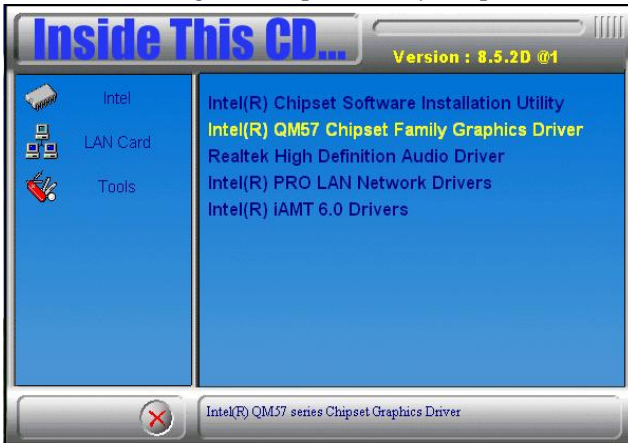 Inside This CD...
Version : 8.5.2D @1
Intel
LAN Card
Tools
Intel(R) Chipset Software Installation Utility
Intel(R) QM57 Chipset Family Graphics Driver
Realtek High Definition Audio Driver
Intel(R) PRO LAN Network Drivers
Intel(R) iAMT 6.0 Drivers
Intel(R) QM57 series Chipset Graphics Driver